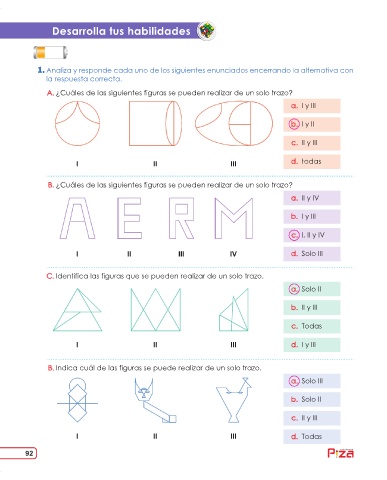 Desarrolla tus habilidades
1. Analiza y responde cada uno de los siguientes enunciados encerrando la alternativa con
la respuesta correcta.
A. ¿Cuáles de las siguientes figuras se pueden realizar de un solo trazo?
a. I y III
b. I y II
c. II y III
d. todas
I II III
B. ¿Cuáles de las siguientes figuras se pueden realizar de un solo trazo?
a. II y IV
b. I y III
c. I, II y IV
d. Solo III
A E R M
I II III IV
C. Identifica las figuras que se pueden realizar de un solo trazo.
a. Solo II
b. II y III
c. Todas
d. I y III
I II III
B. Indica cuál de las figuras se puede realizar de un solo trazo.
a. Solo III
b. Solo II
c. II y III
d. Todas
I II III
92